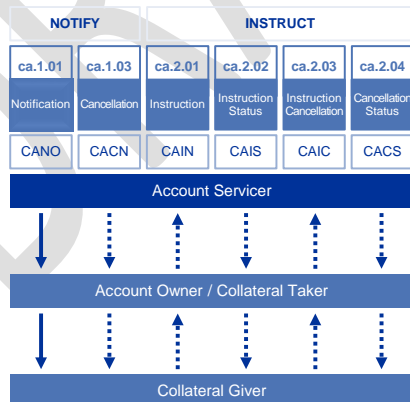 NOTIFY INSTRUCT
ca.1.01 ca.1.03 ca.2.01 ca.2.02 ca.2.03 ca.2.04
Notification Cancellation Instruction Instruction Status Instruction Cancellation Cancellation Status
CANO CACN CAIN CAIS CAIC CACS
Account Servicer
Account Owner / Collateral Taker
Collateral Giver